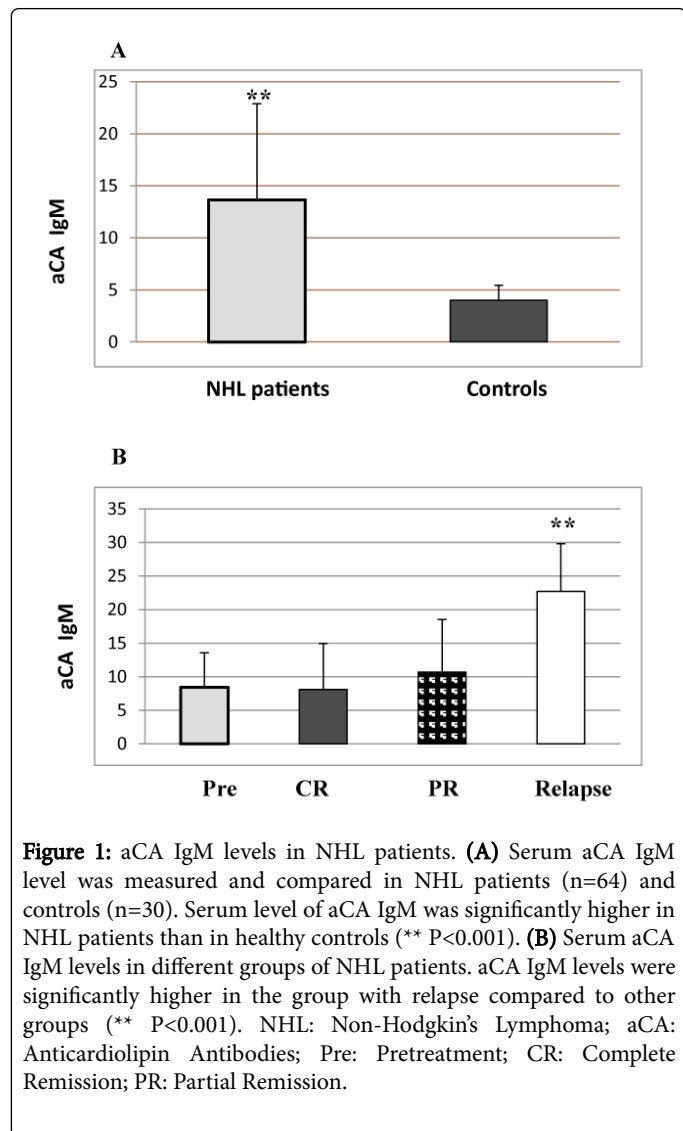 A
25
**
20
15
aCA IgM
10
5
0
NHL patients Controls
B
35
**
30
25
20
aCA IgM
15
10
5
0
Pre CR PR Relapse
Figure 1: aCA IgM levels in NHL patients. (A) Serum aCA IgM
level was measured and compared in NHL patients (n=64) and
controls (n=30). Serum level of aCA IgM was significantly higher in
NHL patients than in healthy controls (** P<0.001). (B) Serum aCA
IgM levels in different groups of NHL patients. aCA IgM levels were
significantly higher in the group with relapse compared to other
groups (** P<0.001). NHL: Non-Hodgkin’s Lymphoma; aCA:
Anticardiolipin Antibodies; Pre: Pretreatment; CR: Complete
Remission; PR: Partial Remission.